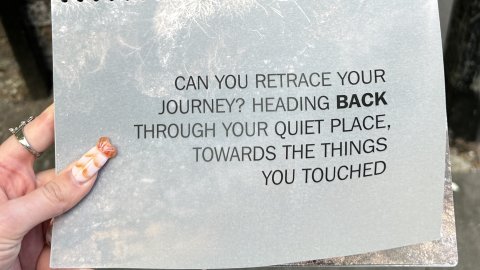 CAN YOU RETRACE YOUR
JOURNEY? HEADING BACK
THROUGH YOUR QUIET PLACE,
TOWARDS THE THINGS
YOU TOUCHED